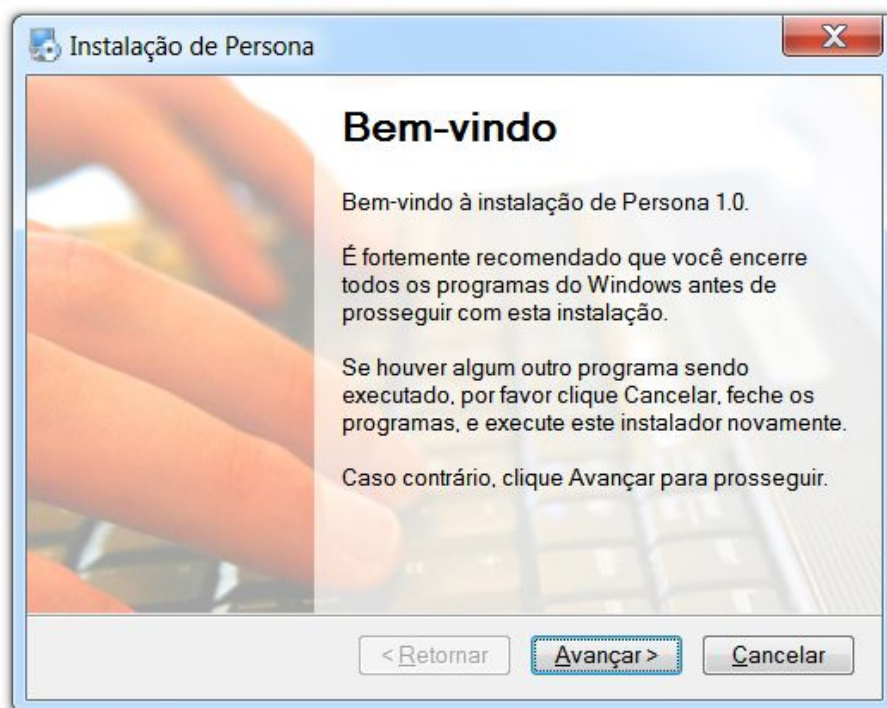 Instalação de Persona
Bem-vindo
Bem-vindo à instalação de Persona 1.0.
É fortemente recomendado que você encerre
todos os programas do Windows antes de
prosseguir com esta instalação.
Se houver algum outro programa sendo
executado, por favor clique Cancelar, feche os
programas, e execute este instalador novamente.
Caso contrário, clique Avançar para prosseguir.
< Retornar Avançar > Cancelar